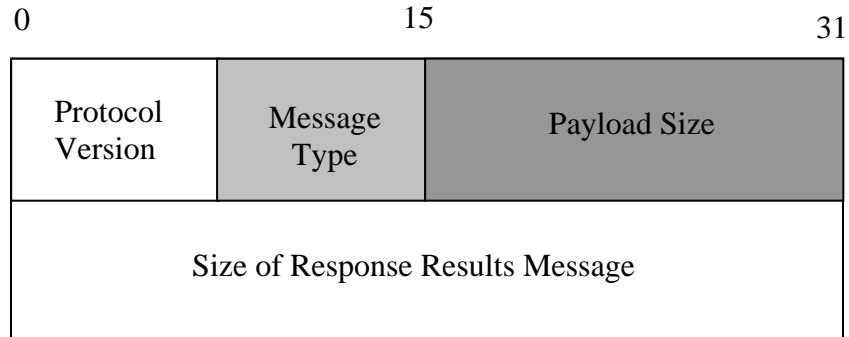 0 15 31
Protocol
Version
Message
Type
Payload Size
Size of Response Results Message